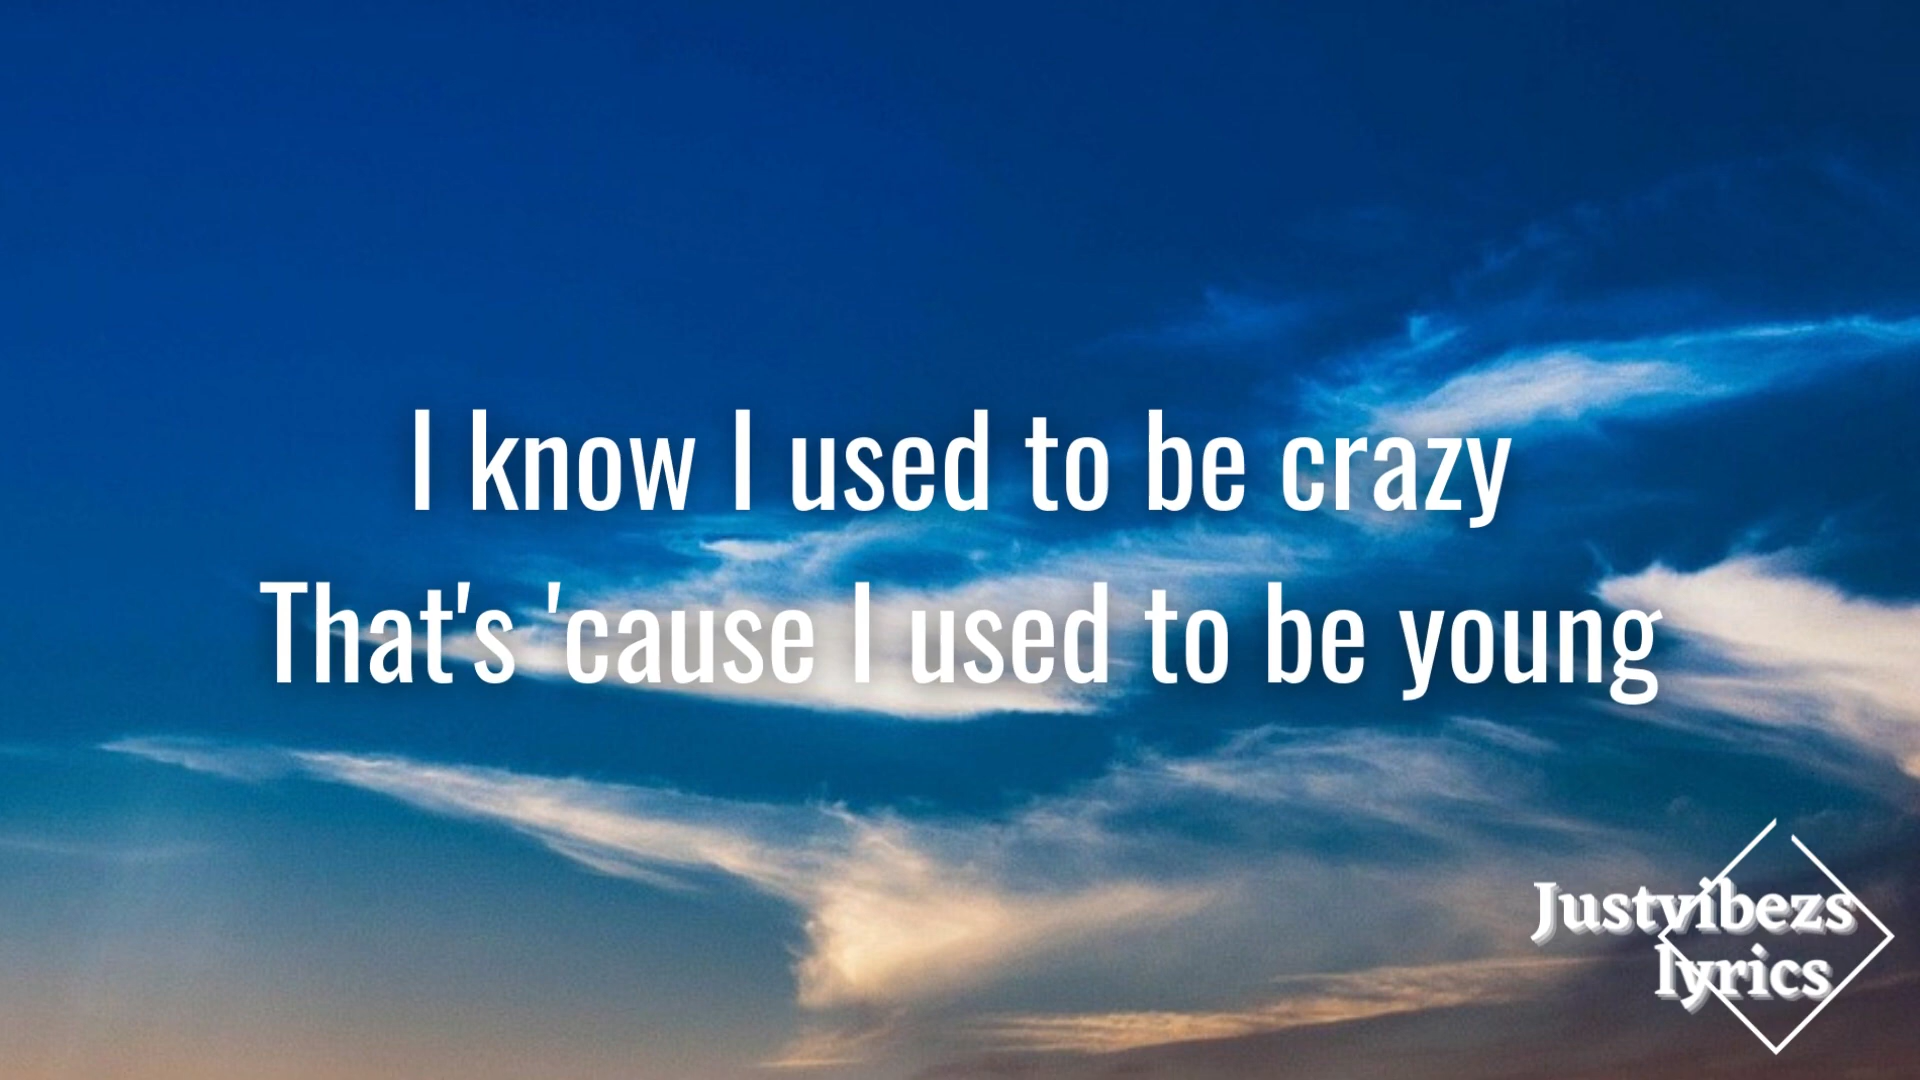 I know I used to be crazy
That's 'cause I used to be young
Justvibezs
lyrics